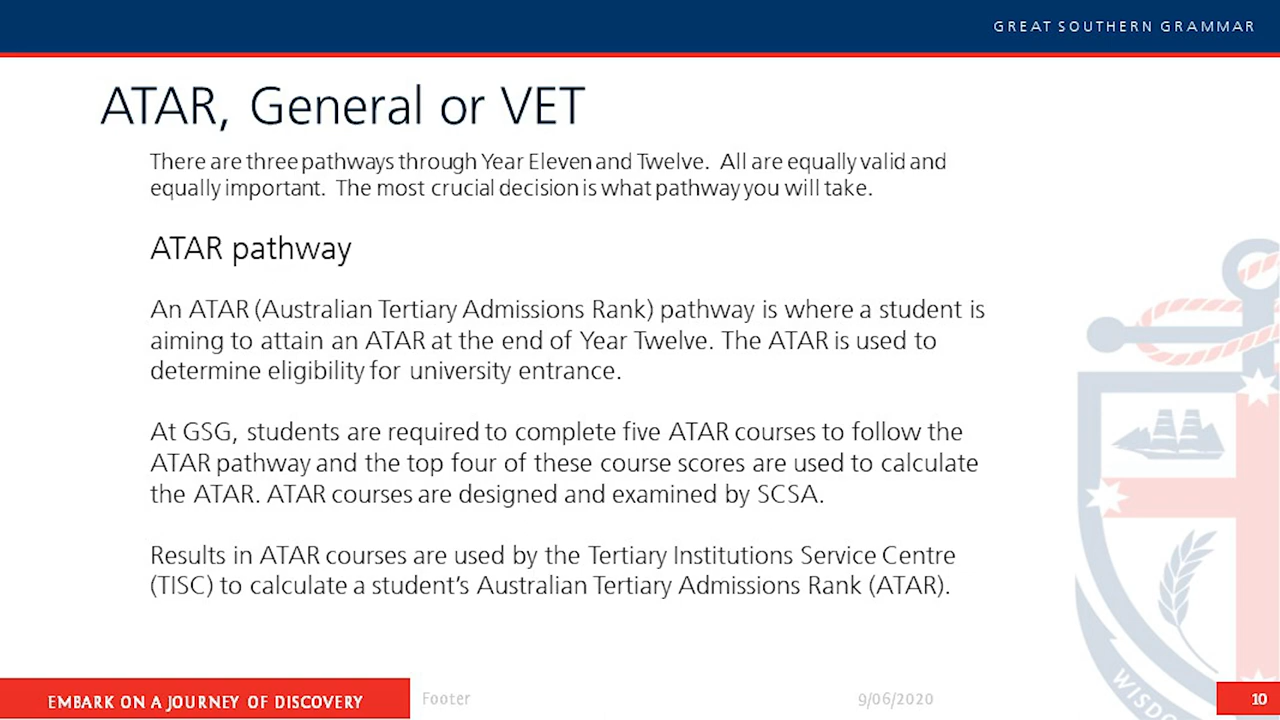 GREAT SOUTHERN GRAMMAR
ATAR, General or VET
There are three pathways through Year Eleven and Twelve. All are equally valid and
equally important. The most crucial decision is what pathway you will take.
ATAR pathway
An ATAR (Australian Tertiary Admissions Rank) pathway is where a student is
aiming to attain an ATAR at the end of Year Twelve. The ATAR is used to
determine eligibility for university entrance.
At GSG, students are required to complete five ATAR courses to follow the
ATAR pathway and the top four of these course scores are used to calculate
the ATAR. ATAR courses are designed and examined by SCSA.
Results in ATAR courses are used by the Tertiary Institutions Service Centre
(TISC) to calculate a student's Australian Tertiary Admissions Rank (ATAR).
EMBARK ON A JOURNEY OF DISCOVERY
Footer
9/06/2020
10